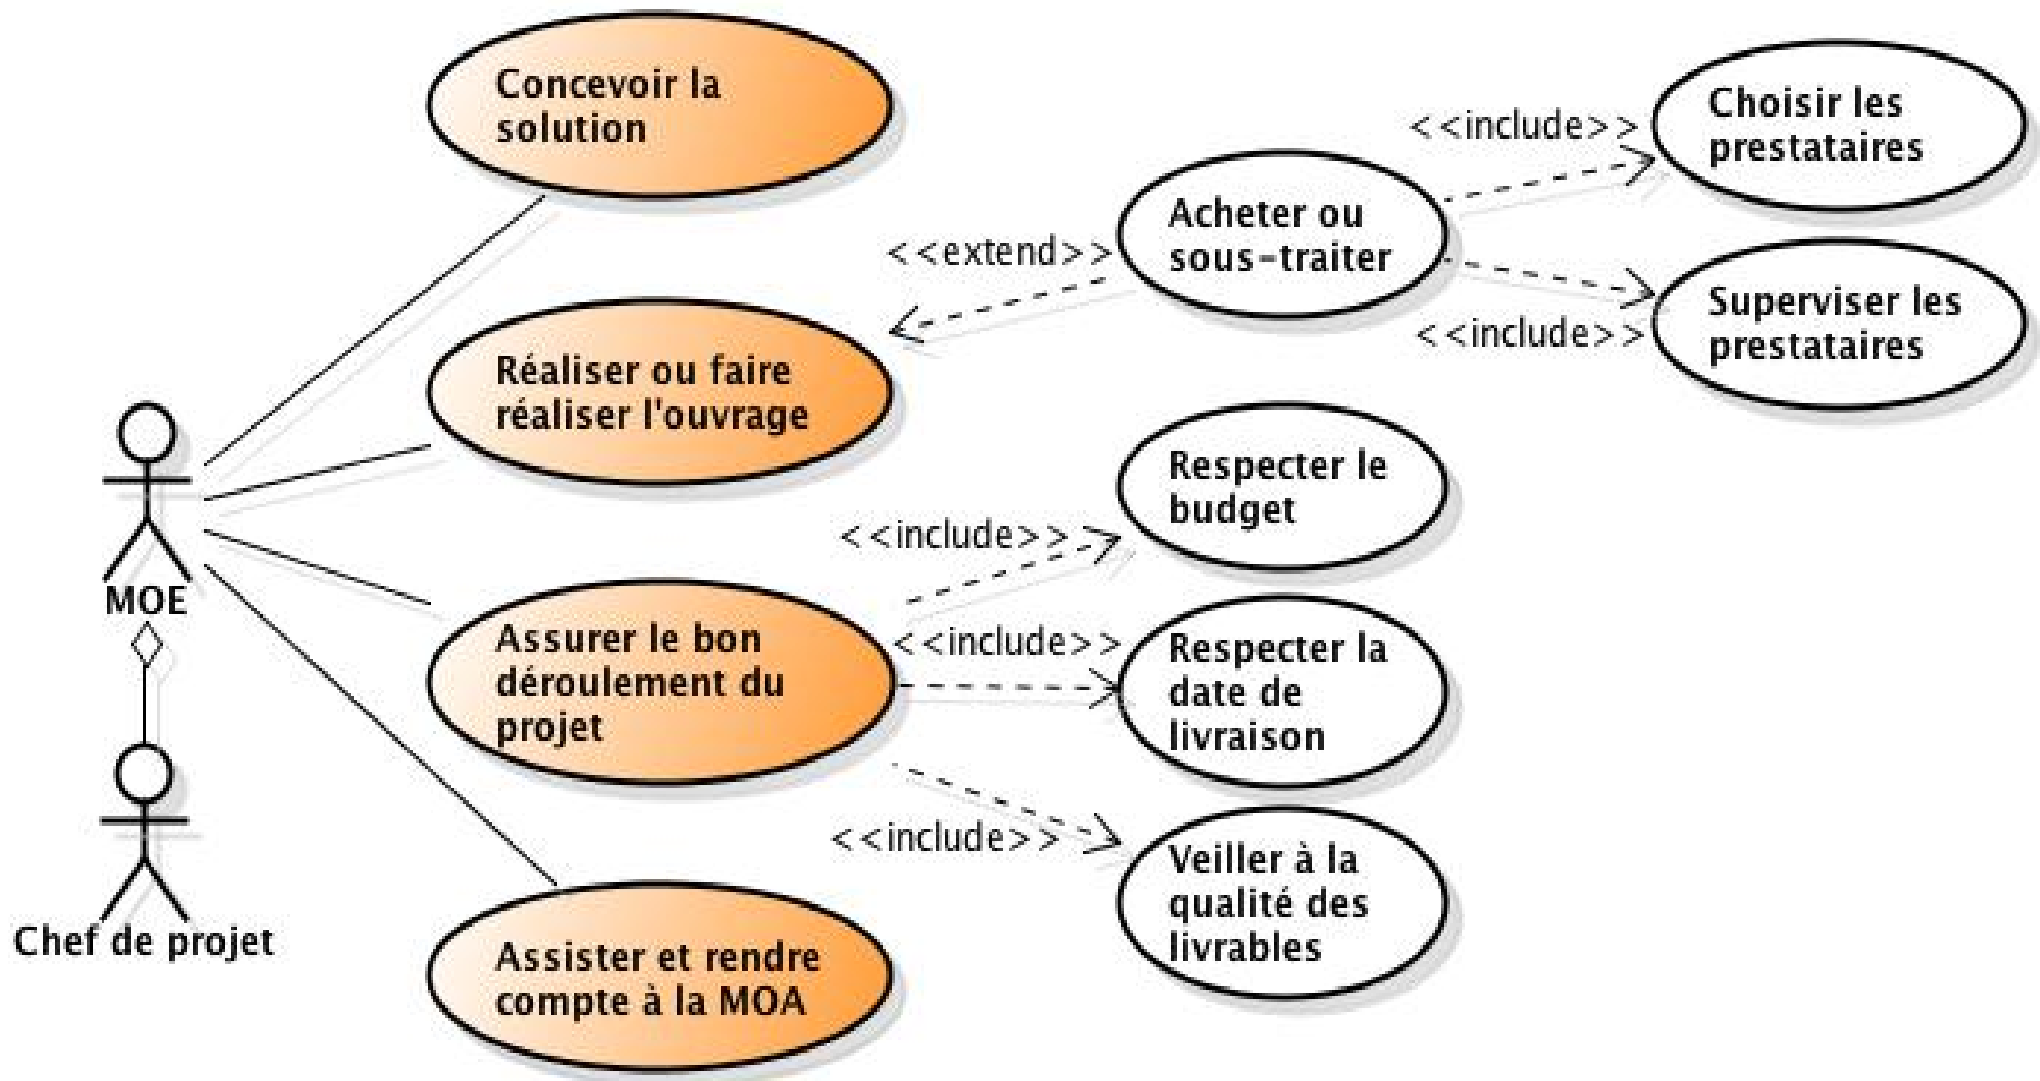 Concevoir la
solution
<<include>>
Choisir les
prestataires
Acheter ou
sous-traiter
<<extend>>
Superviser les
prestataires
<<include>>
Réaliser ou faire
réaliser l'ouvrage
Respecter le
budget
<<include>>
MOE
Assurer le bon
déroulement du
projet
<<include>>
Respecter la
date de
livraison
<<include>>
Veiller à la
qualité des
livrables
Chef de projet
Assister et rendre
compte à la MOA